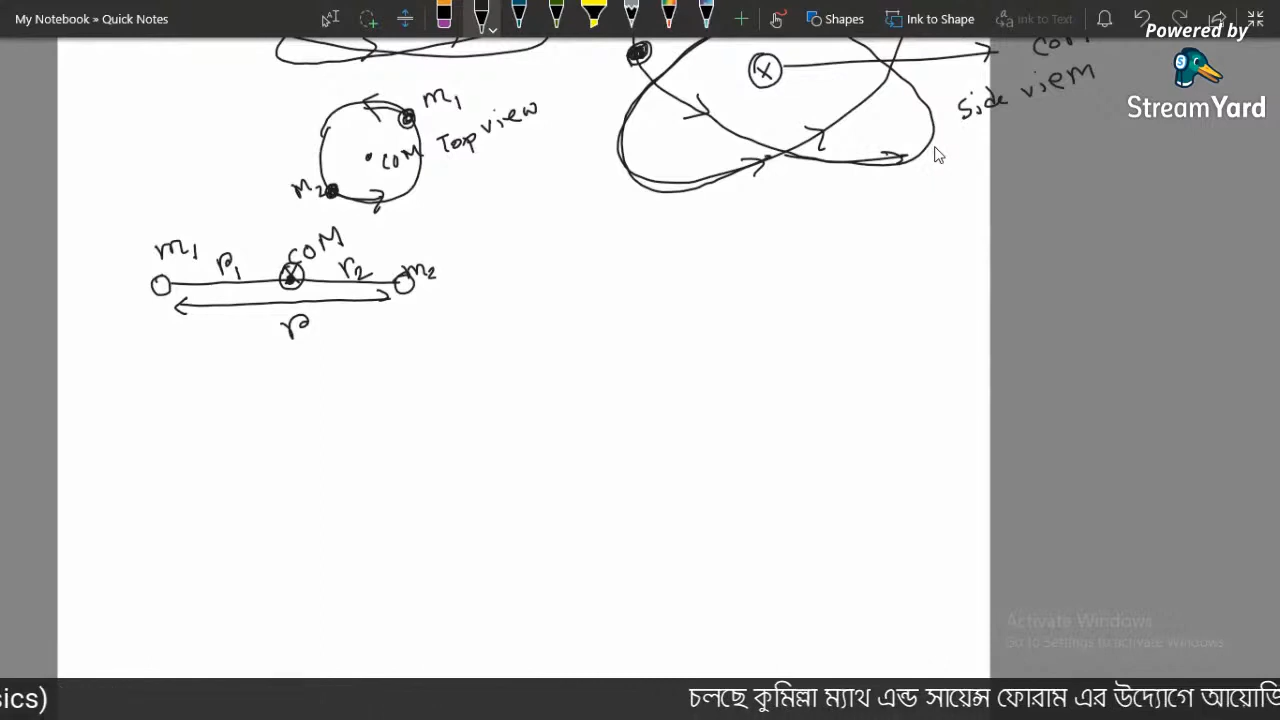 My Notebook » Quick Notes
Shapes
Ink to Shape
Ink to Text
Powered by
StreamYard
m1
Top view
COM
m2
Side view
m1
r1
COM
r2
m2
r
Activate Windows
Go to Settings to activate Windows.
sics)
চলছে কুমিল্লা ম্যাথ এন্ড সায়েন্স ফোরাম এর উদ্যোগে আয়োজি